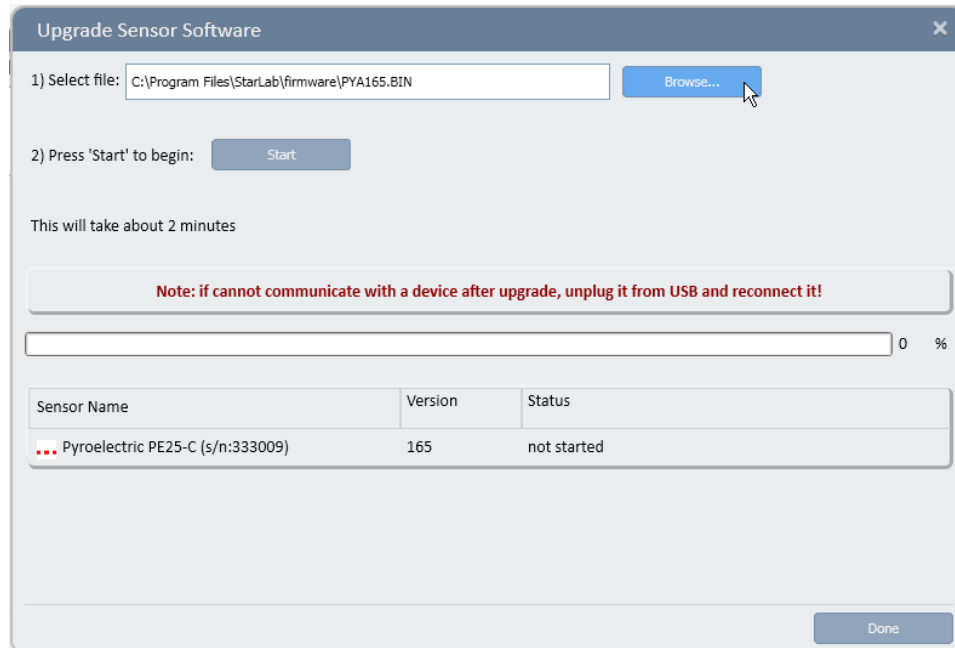 Upgrade Sensor Software
1) Select file: C:\Program Files\StarLab\firmware\PYA165.BIN Browse...
2) Press 'Start' to begin: Start
This will take about 2 minutes
Note: if cannot communicate with a device after upgrade, unplug it from USB and reconnect it!
0 %
Sensor Name Version Status
Pyroelectric PE25-C (s/n:333009) 165 not started
Done